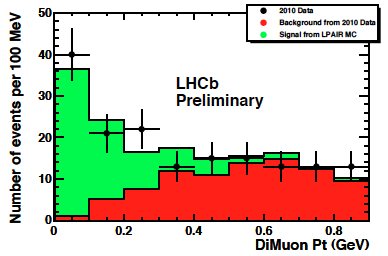 2010 Data
Background from 2010 Data
Signal from LPAIR MC
LHCb
Preliminary
Number of events per 100 MeV
50
40
30
20
10
0
0
0.2
0.4
0.6
0.8
DiMuon Pt (GeV)